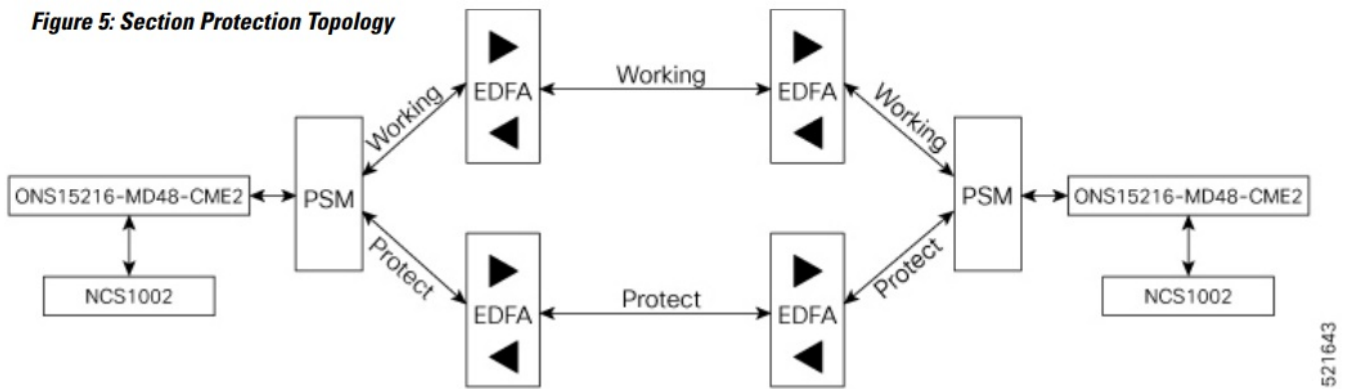 Figure 5: Section Protection Topology
EDFA
Working
EDFA
Working
Working
ONS15216-MD48-CME2
PSM
PSM
ONS15216-MD48-CME2
NCS1002
NCS1002
Protect
Protect
EDFA
Protect
EDFA
521643